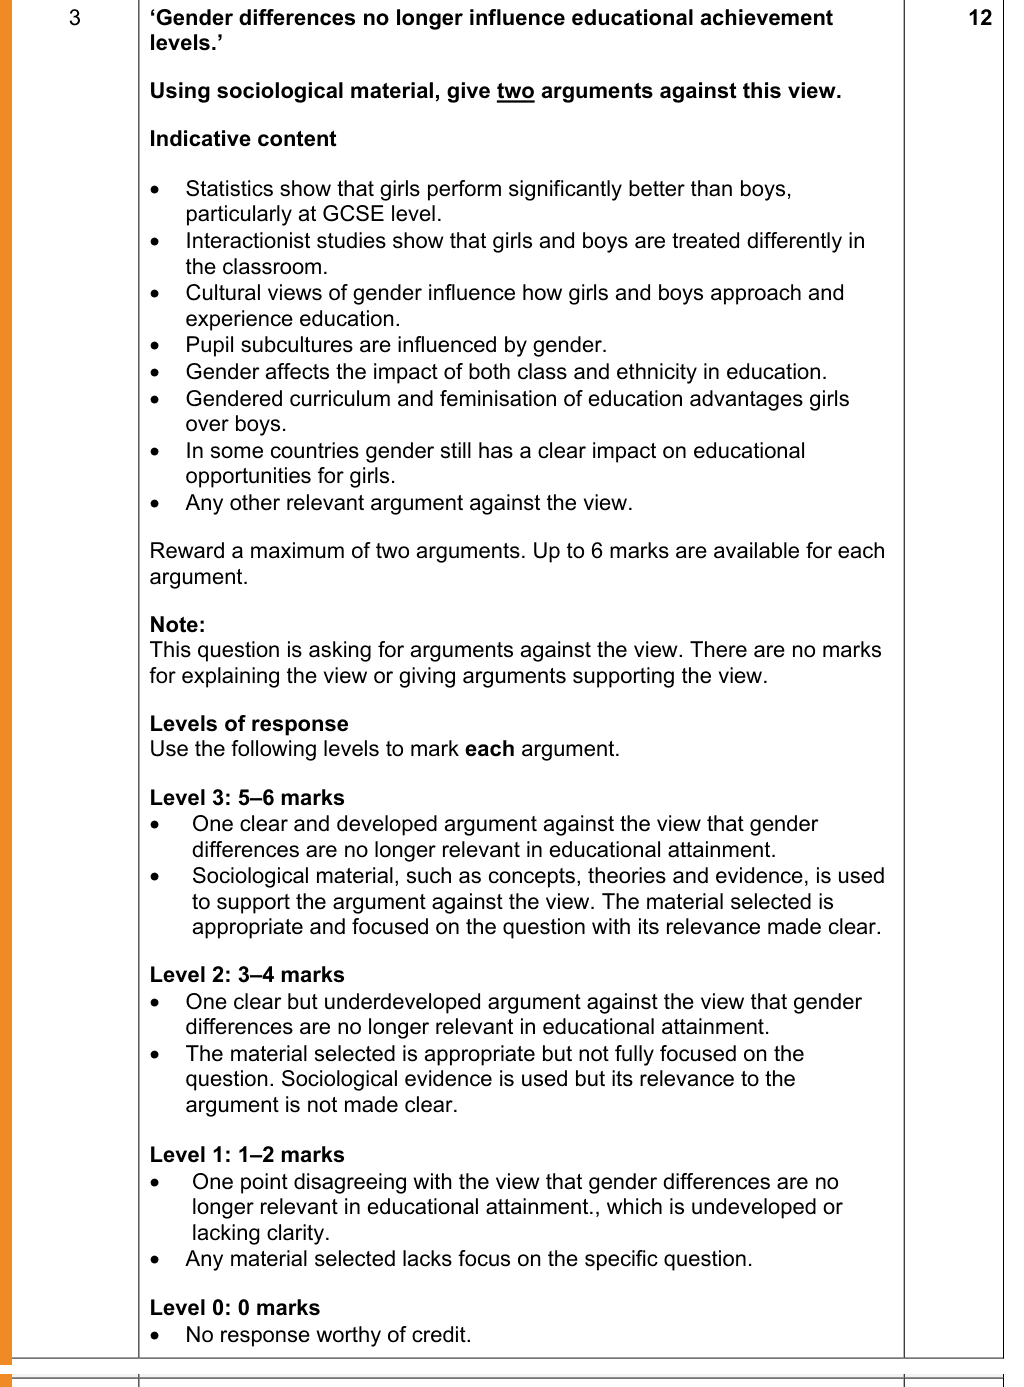 3
‘Gender differences no longer influence educational achievement
levels.’
12
Using sociological material, give two arguments against this view.
Indicative content
• Statistics show that girls perform significantly better than boys,
particularly at GCSE level.
• Interactionist studies show that girls and boys are treated differently in
the classroom.
• Cultural views of gender influence how girls and boys approach and
experience education.
• Pupil subcultures are influenced by gender.
• Gender affects the impact of both class and ethnicity in education.
• Gendered curriculum and feminisation of education advantages girls
over boys.
• In some countries gender still has a clear impact on educational
opportunities for girls.
• Any other relevant argument against the view.
Reward a maximum of two arguments. Up to 6 marks are available for each
argument.
Note:
This question is asking for arguments against the view. There are no marks
for explaining the view or giving arguments supporting the view.
Levels of response
Use the following levels to mark each argument.
Level 3: 5–6 marks
• One clear and developed argument against the view that gender
differences are no longer relevant in educational attainment.
• Sociological material, such as concepts, theories and evidence, is used
to support the argument against the view. The material selected is
appropriate and focused on the question with its relevance made clear.
Level 2: 3–4 marks
• One clear but underdeveloped argument against the view that gender
differences are no longer relevant in educational attainment.
• The material selected is appropriate but not fully focused on the
question. Sociological evidence is used but its relevance to the
argument is not made clear.
Level 1: 1–2 marks
• One point disagreeing with the view that gender differences are no
longer relevant in educational attainment., which is undeveloped or
lacking clarity.
• Any material selected lacks focus on the specific question.
Level 0: 0 marks
• No response worthy of credit.